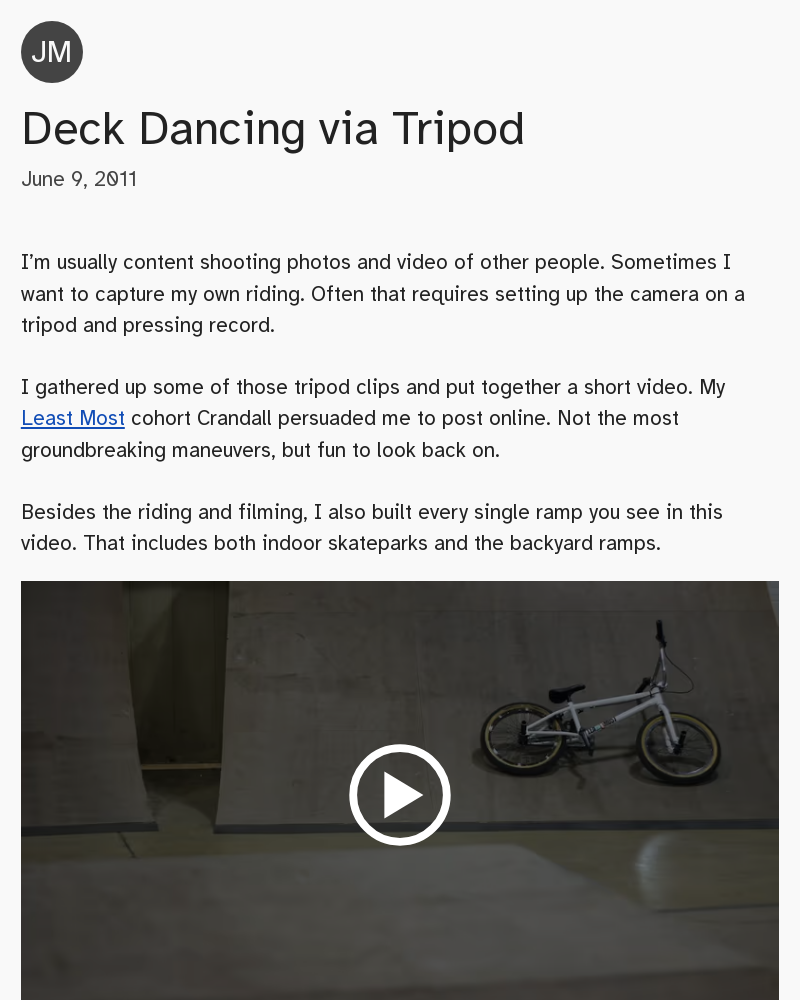 JM
Deck Dancing via Tripod
June 9, 2011
I’m usually content shooting photos and video of other people. Sometimes I
want to capture my own riding. Often that requires setting up the camera on a
tripod and pressing record.
I gathered up some of those tripod clips and put together a short video. My
Least Most cohort Crandall persuaded me to post online. Not the most
groundbreaking maneuvers, but fun to look back on.
Besides the riding and filming, I also built every single ramp you see in this
video. That includes both indoor skateparks and the backyard ramps.